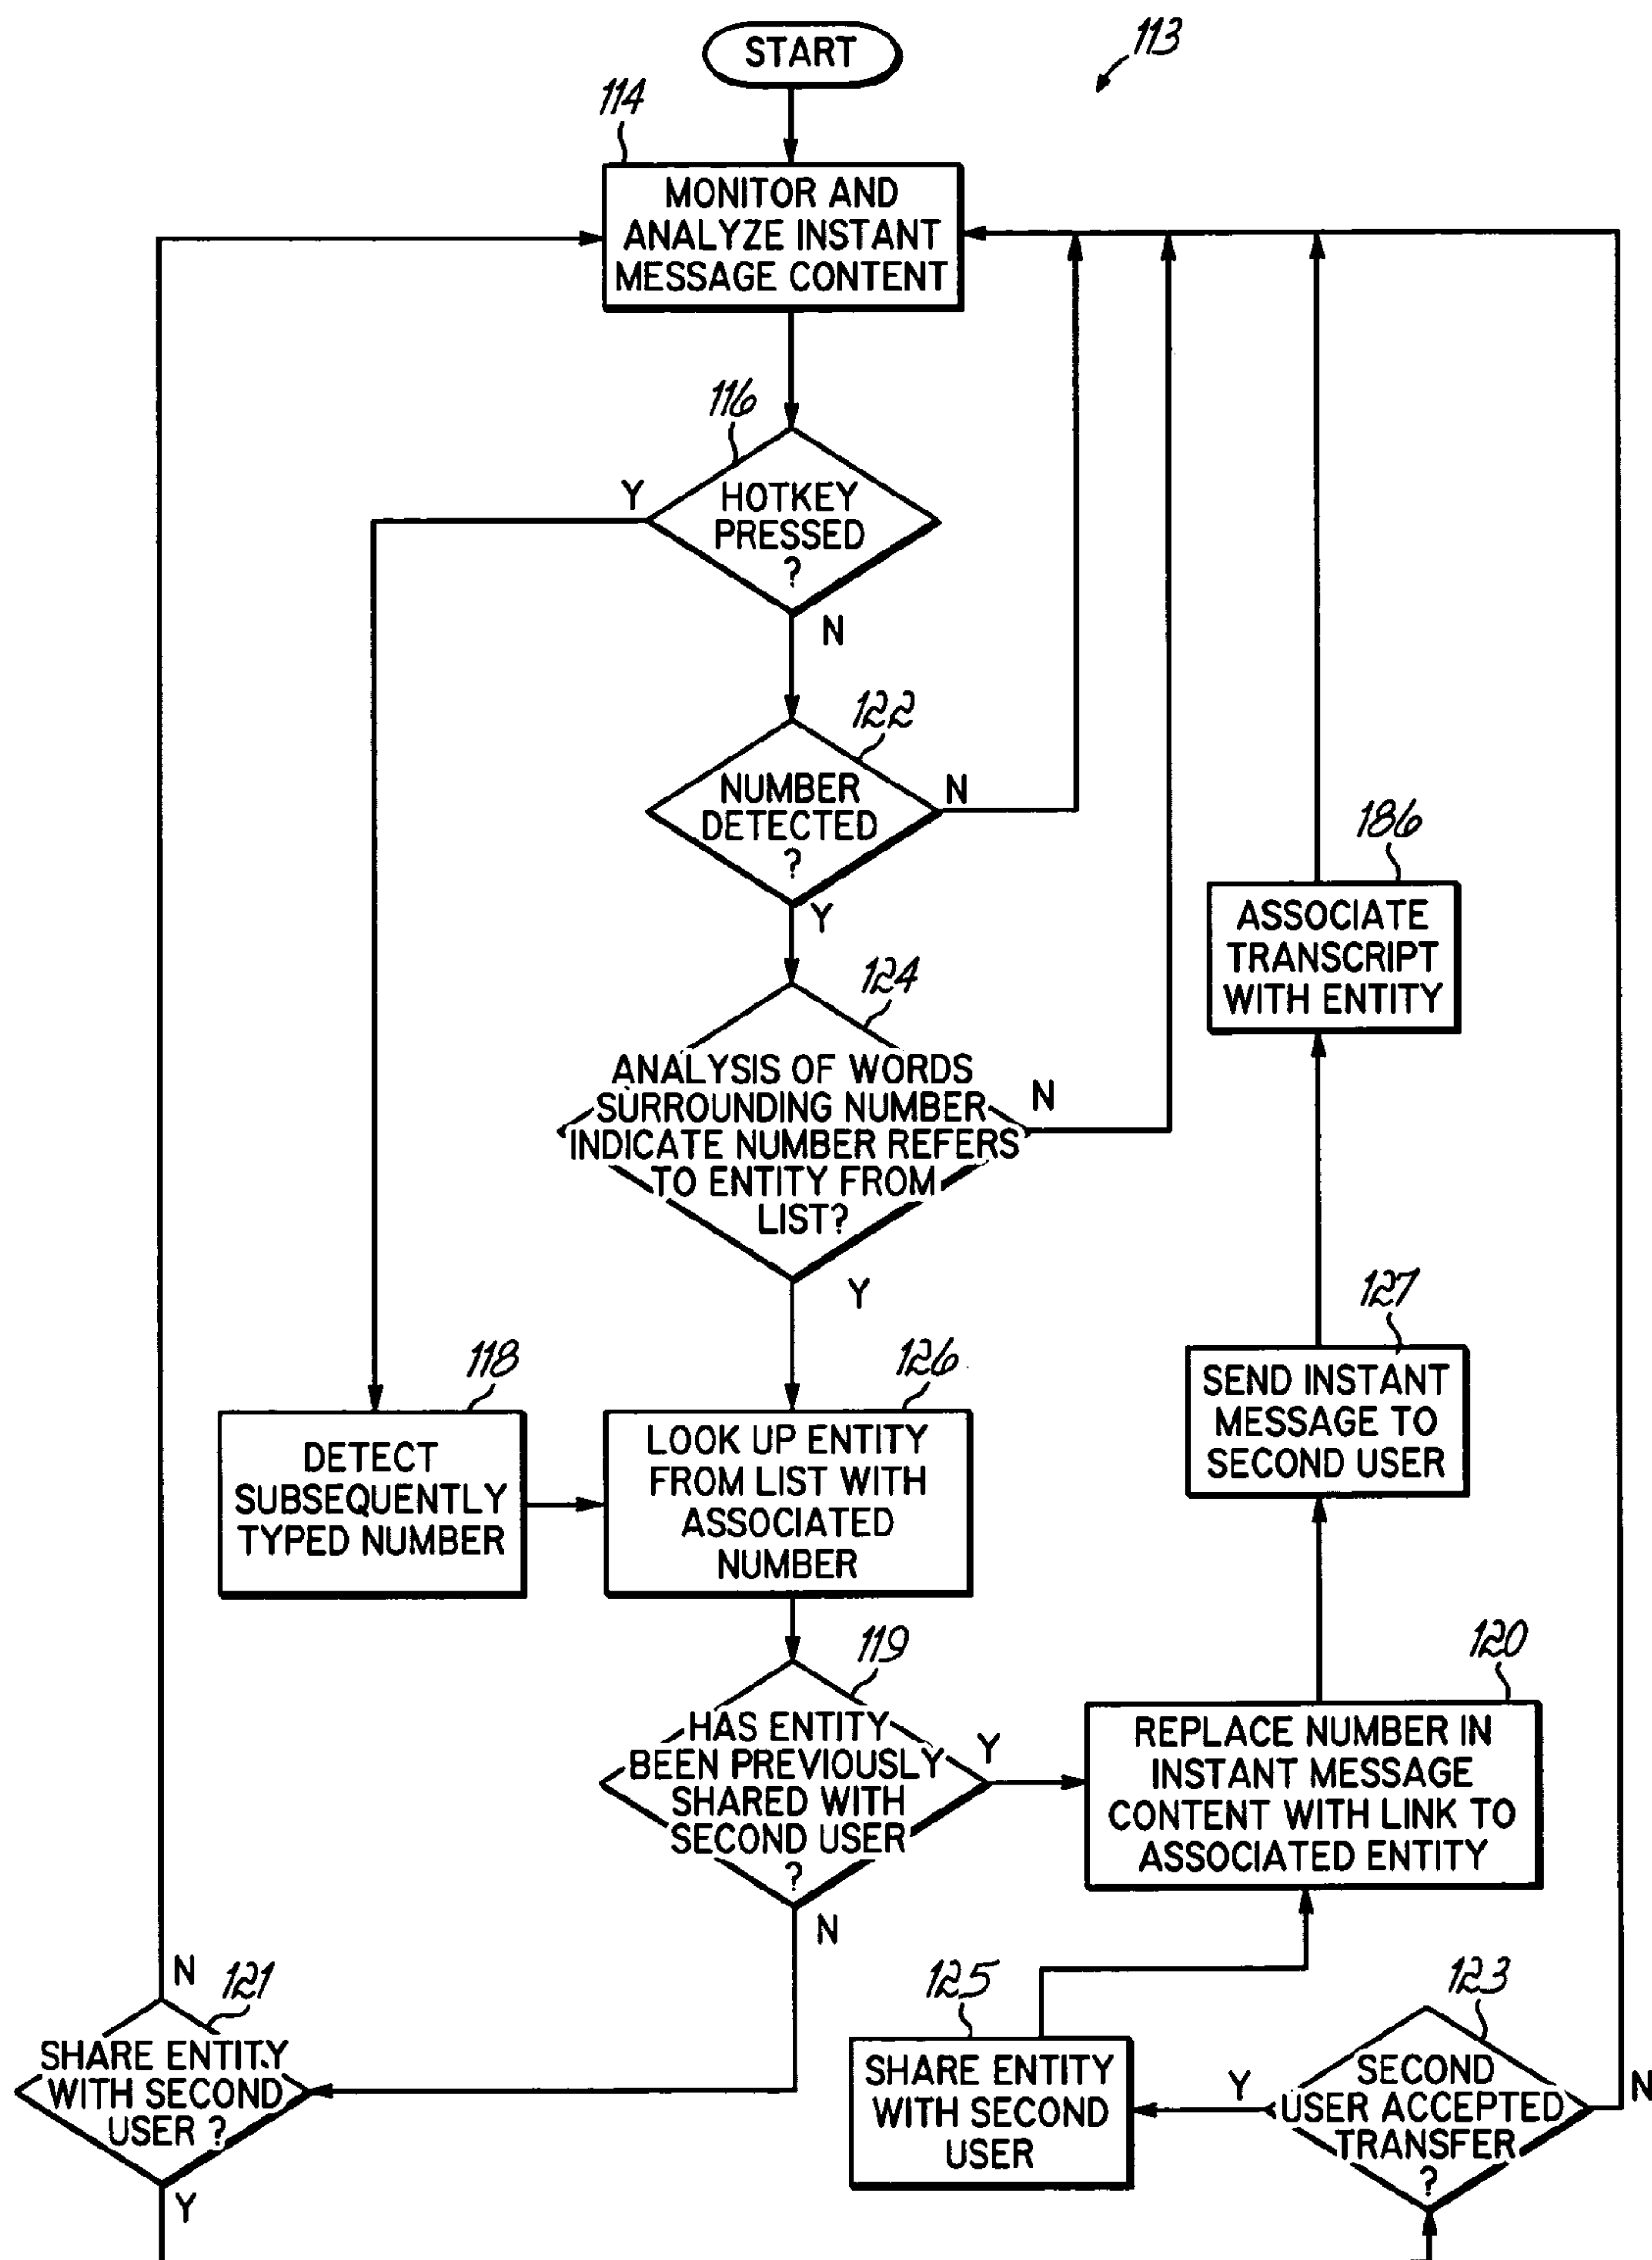 START
113
114
MONITOR AND
ANALYZE INSTANT
MESSAGE CONTENT
116
Y
HOTKEY
PRESSED
?
N
122
NUMBER
DETECTED
?
N
Y
186
ASSOCIATE
TRANSCRIPT
WITH ENTITY
124
ANALYSIS OF WORDS
SURROUNDING NUMBER
INDICATE NUMBER REFERS
TO ENTITY FROM
LIST?
N
Y
127
SEND INSTANT
MESSAGE TO
SECOND USER
118
DETECT
SUBSEQUENTLY
TYPED NUMBER
126
LOOK UP ENTITY
FROM LIST WITH
ASSOCIATED
NUMBER
119
HAS ENTITY
BEEN PREVIOUSLY
SHARED WITH
SECOND USER
?
Y
N
120
REPLACE NUMBER IN
INSTANT MESSAGE
CONTENT WITH LINK TO
ASSOCIATED ENTITY
N
121
SHARE ENTITY
WITH SECOND
USER ?
Y
125
SHARE ENTITY
WITH SECOND
USER
123
Y
SECOND
USER ACCEPTED
TRANSFER
?
N